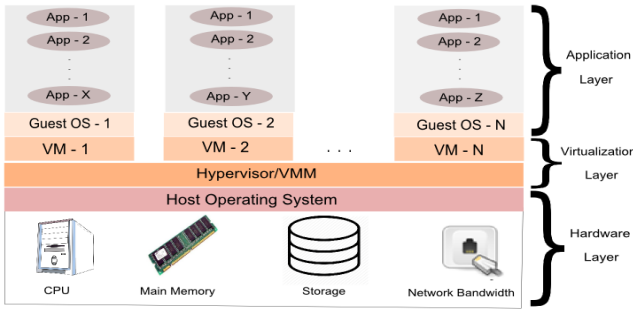 App - 1
App - 1
App - 1
App - 2
App - 2
App - 2
.
.
.
.
.
.
.
.
.
Application
Layer
App - X
App - Y
App - Z
Guest OS - 1
Guest OS - 2
Guest OS - N
VM - 1
VM - 2
. . .
VM - N
Virtualization
Layer
Hypervisor/VMM
Host Operating System
Hardware
Layer
CPU
Main Memory
Storage
Network Bandwidth